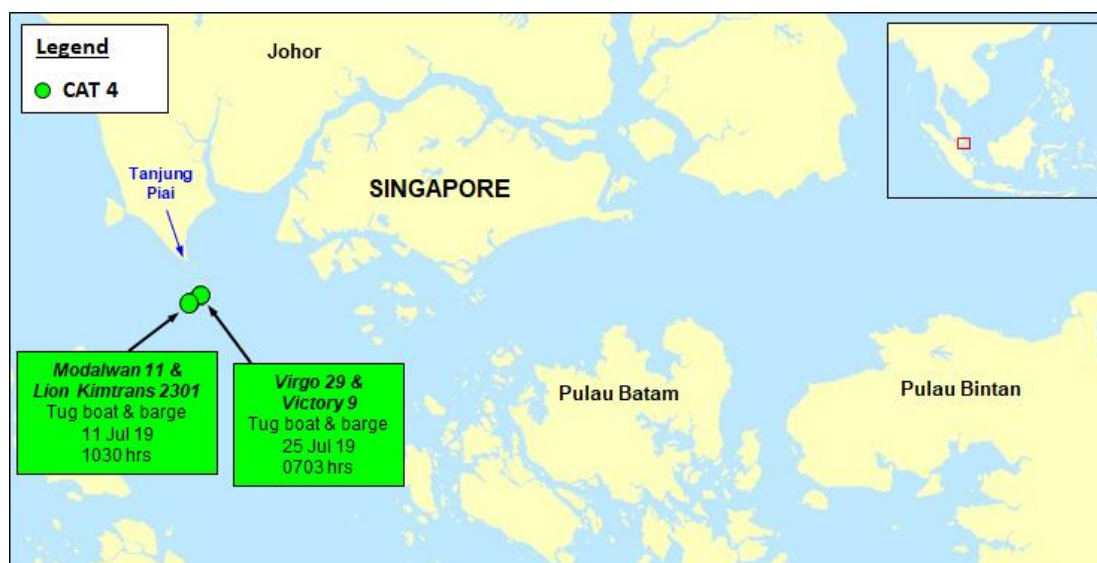 Legend
CAT 4
Johor
Tanjung
Piai
SINGAPORE
Modalwan 11 &
Lion Kimtrans 2301
Tug boat & barge
11 Jul 19
1030 hrs
Virgo 29 &
Victory 9
Tug boat & barge
25 Jul 19
0703 hrs
Pulau Batam
Pulau Bintan